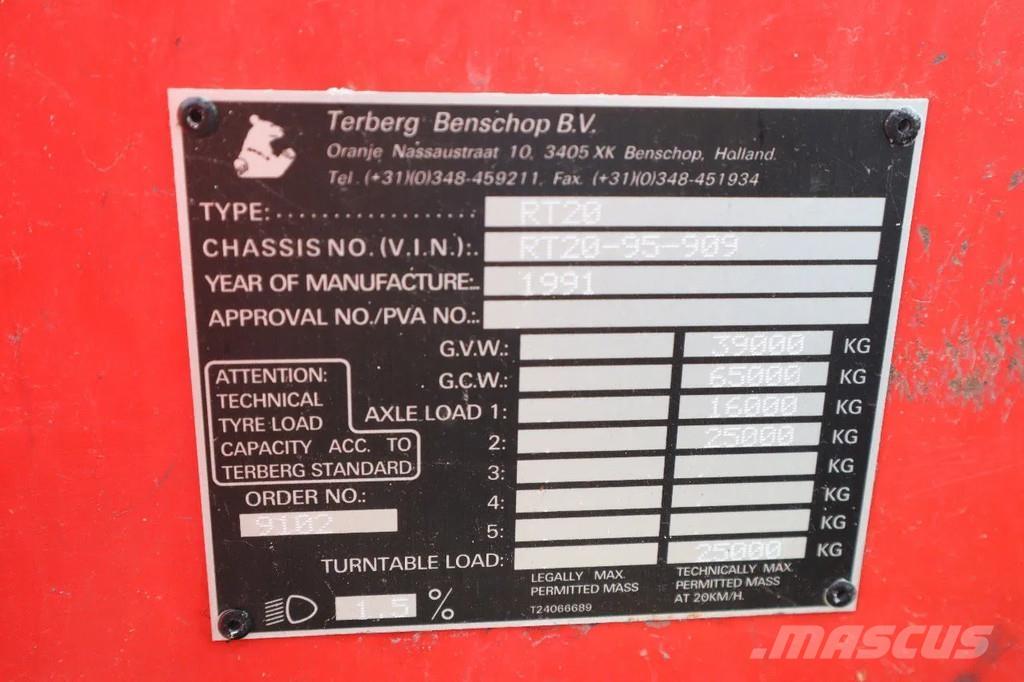 Terberg Benschop B.V.
Oranje Nassaustraat 10, 3405 XK Benschop, Holland.
Tel. (+31)(0)348-459211. Fax. (+31)(0)348-451934
TYPE:.................... RT20
CHASSIS NO. (V.I.N.):.. RT20-95-909
YEAR OF MANUFACTURE:.. 1991
APPROVAL NO./PVA NO.:..
G.V.W.: 39000 KG
G.C.W.: 65000 KG
AXLE LOAD 1: 16000 KG
2: 25000 KG
3: KG
4: KG
5: KG
TURNTABLE LOAD: 25000 KG
ATTENTION:
TECHNICAL
TYRE LOAD
CAPACITY ACC. TO
TERBERG STANDARD
ORDER NO.:
9102
1.5 %
LEGALLY MAX.
PERMITTED MASS
T24066689
TECHNICALLY MAX.
PERMITTED MASS
AT 20KM/H.
MASCUS